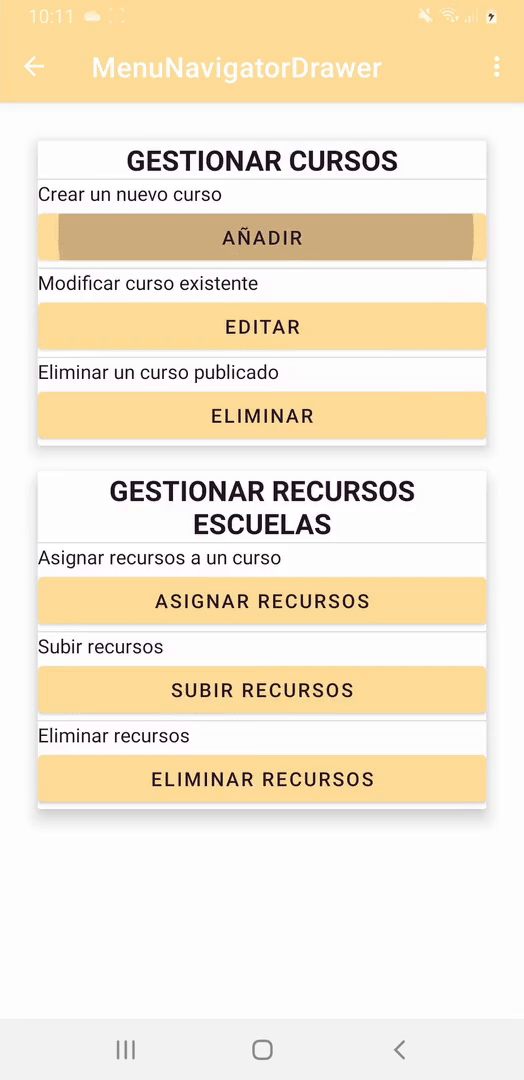 10:11
MenuNavigatorDrawer
GESTIONAR CURSOS
Crear un nuevo curso
AÑADIR
Modificar curso existente
EDITAR
Eliminar un curso publicado
ELIMINAR
GESTIONAR RECURSOS
ESCUELAS
Asignar recursos a un curso
ASIGNAR RECURSOS
Subir recursos
SUBIR RECURSOS
Eliminar recursos
ELIMINAR RECURSOS